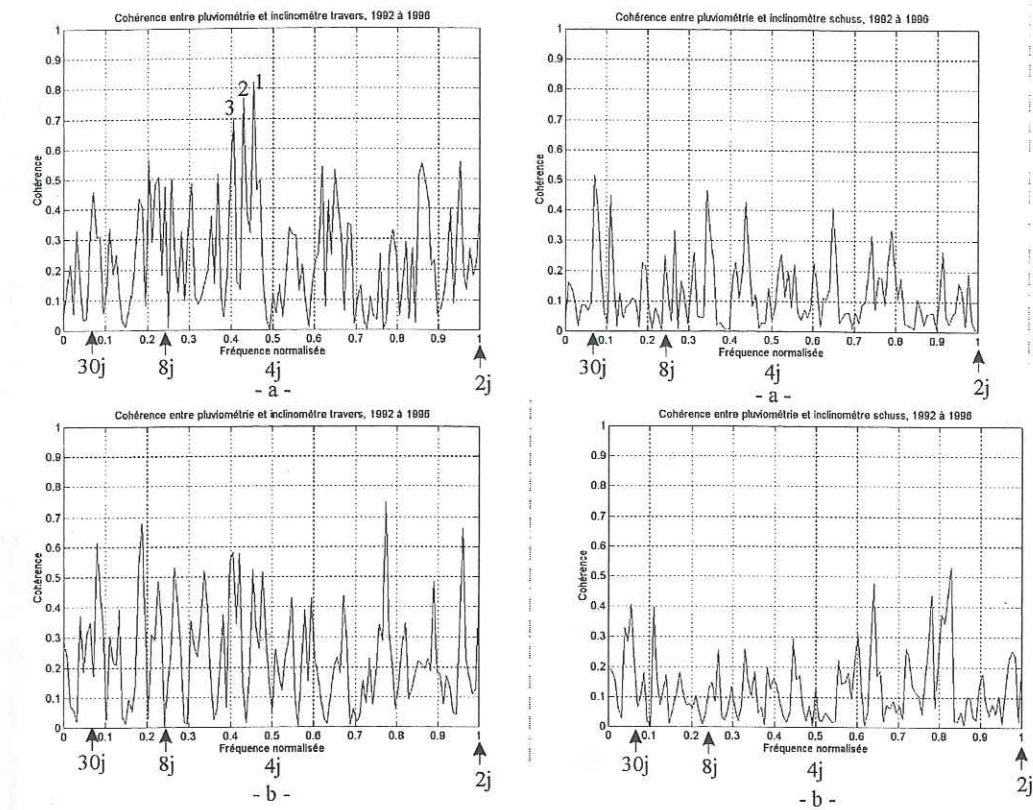 Cohérence entre pluviométrie et inclinomètre travers, 1992 à 1996
1
0.9
0.8
0.7
0.6
0.5
0.4
0.3
0.2
0.1
0
Cohérence
3 2 1
0 0.1 0.2 0.3 0.4 0.5 0.6 0.7 0.8 0.9 1
Fréquence normalisée
30j 8j 4j 2j
- a -
Cohérence entre pluviométrie et inclinomètre schuss, 1992 à 1996
1
0.9
0.8
0.7
0.6
0.5
0.4
0.3
0.2
0.1
0
Cohérence
0 0.1 0.2 0.3 0.4 0.5 0.6 0.7 0.8 0.9 1
Fréquence normalisée
30j 8j 4j 2j
- a -
Cohérence entre pluviométrie et inclinomètre travers, 1992 à 1996
1
0.9
0.8
0.7
0.6
0.5
0.4
0.3
0.2
0.1
0
Cohérence
0 0.1 0.2 0.3 0.4 0.5 0.6 0.7 0.8 0.9 1
Fréquence normalisée
30j 8j 4j 2j
- b -
Cohérence entre pluviométrie et inclinomètre schuss, 1992 à 1996
1
0.9
0.8
0.7
0.6
0.5
0.4
0.3
0.2
0.1
0
Cohérence
0 0.1 0.2 0.3 0.4 0.5 0.6 0.7 0.8 0.9 1
Fréquence normalisée
30j 8j 4j 2j
- b -